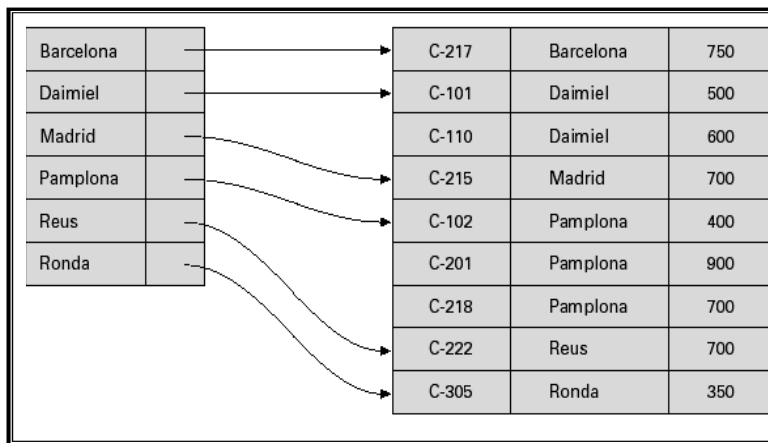 Barcelona
Daimiel
Madrid
Pamplona
Reus
Ronda
C-217 Barcelona 750
C-101 Daimiel 500
C-110 Daimiel 600
C-215 Madrid 700
C-102 Pamplona 400
C-201 Pamplona 900
C-218 Pamplona 700
C-222 Reus 700
C-305 Ronda 350